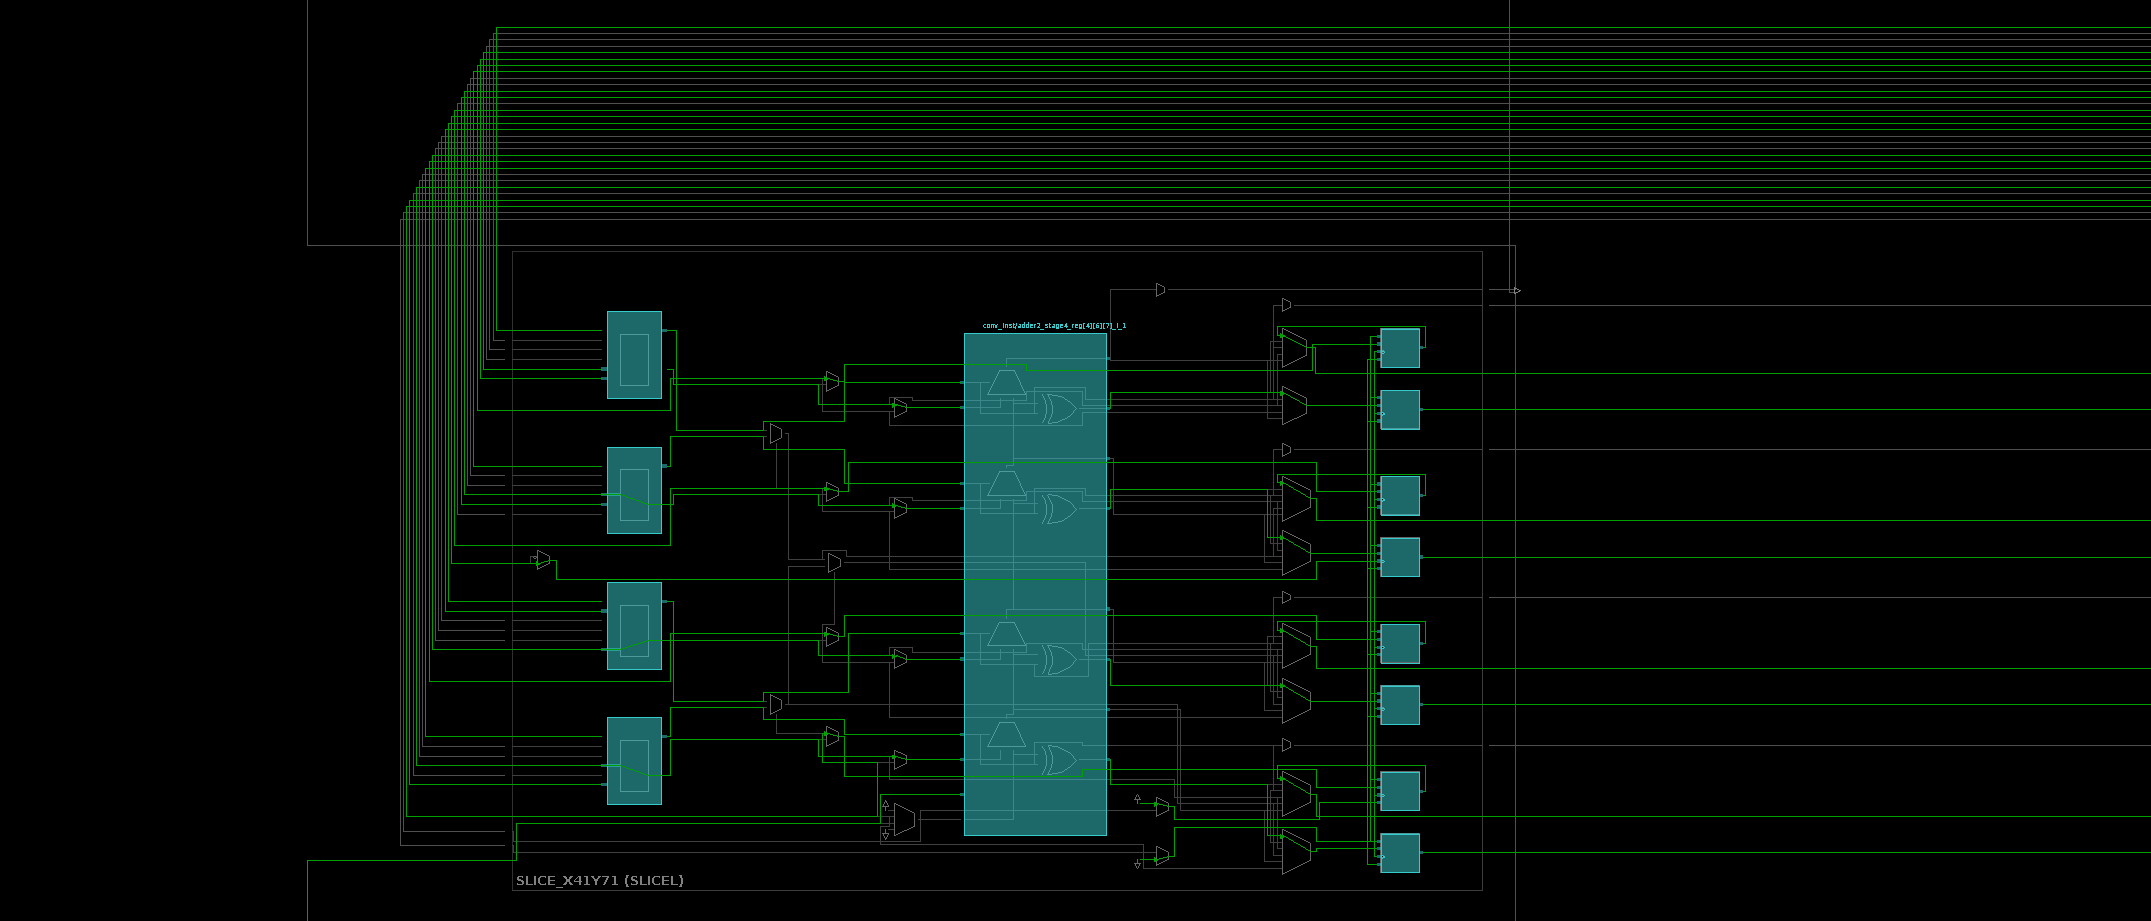 conv_inst/adder2_stage4_reg[4][6][7]_i_1
SLICE_X41Y71 (SLICEL)